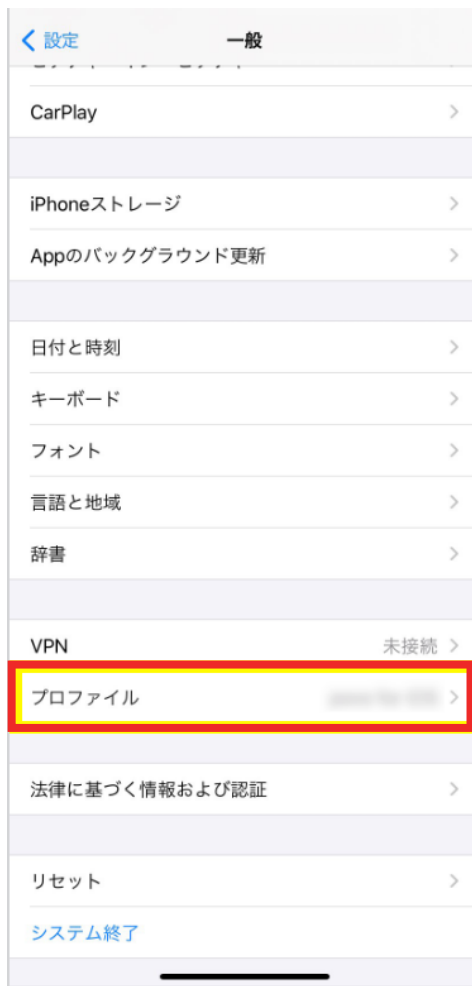 設定
一般
CarPlay
iPhoneストレージ
Appのバックグラウンド更新
日付と時刻
キーボード
フォント
言語と地域
辞書
VPN 未接続
プロファイル
法律に基づく情報および認証
リセット
システム終了